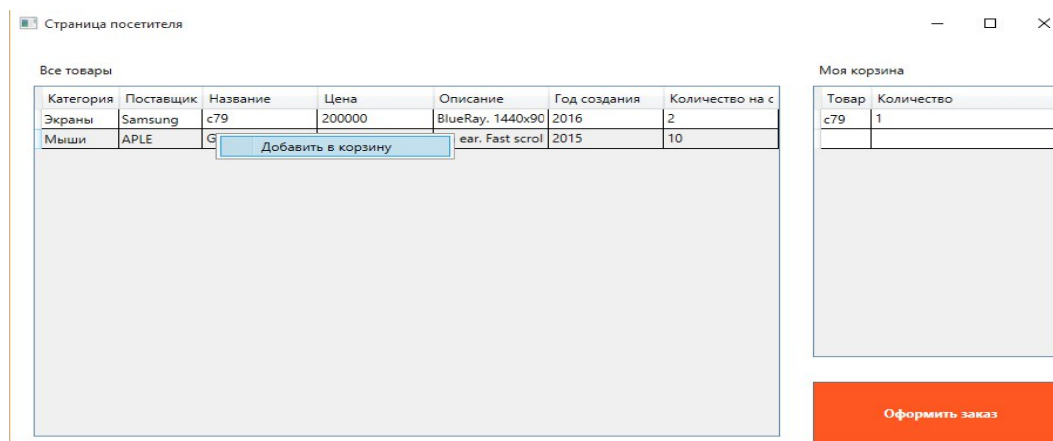 Страница посетителя
Все товары
Категория Поставщик Название Цена Описание Год создания Количество на с
Экраны Samsung c79 200000 BlueRay. 1440x90 2016 2
Мыши APLE G ear. Fast scrol 2015 10
Добавить в корзину
Моя корзина
Товар Количество
c79 1
Оформить заказ